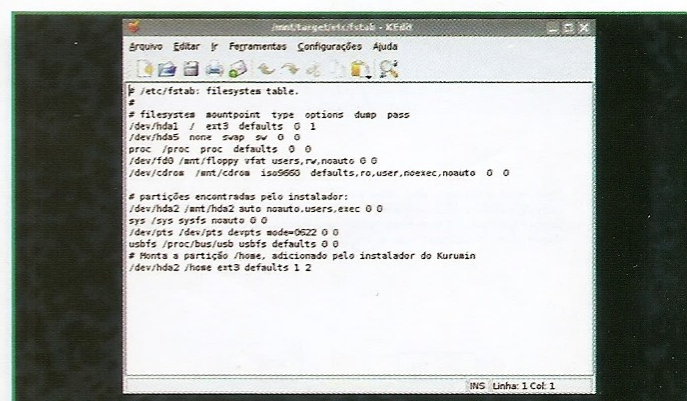 /mnt/target/etc/fstab - KEdit
Arquivo Editar Ir Ferramentas Configurações Ajuda
# /etc/fstab: filesystem table.
#
# filesystem mountpoint type options dump pass
/dev/hda1 / ext3 defaults 0 1
/dev/hda5 none swap sw 0 0
proc /proc proc defaults 0 0
/dev/fd0 /mnt/floppy vfat users,rw,noauto 0 0
/dev/cdrom /mnt/cdrom iso9660 defaults,ro,user,noexec,noauto 0 0
# partições encontradas pelo instalador:
/dev/hda2 /mnt/hda2 auto noauto,users,exec 0 0
sys /sys sysfs noauto 0 0
/dev/pts /dev/pts devpts mode=0622 0 0
usbfs /proc/bus/usb usbfs defaults 0 0
# Monta a partição /home, adicionado pelo instalador do Kurumin
/dev/hda2 /home ext3 defaults 1 2
INS Linha: 1 Col: 1